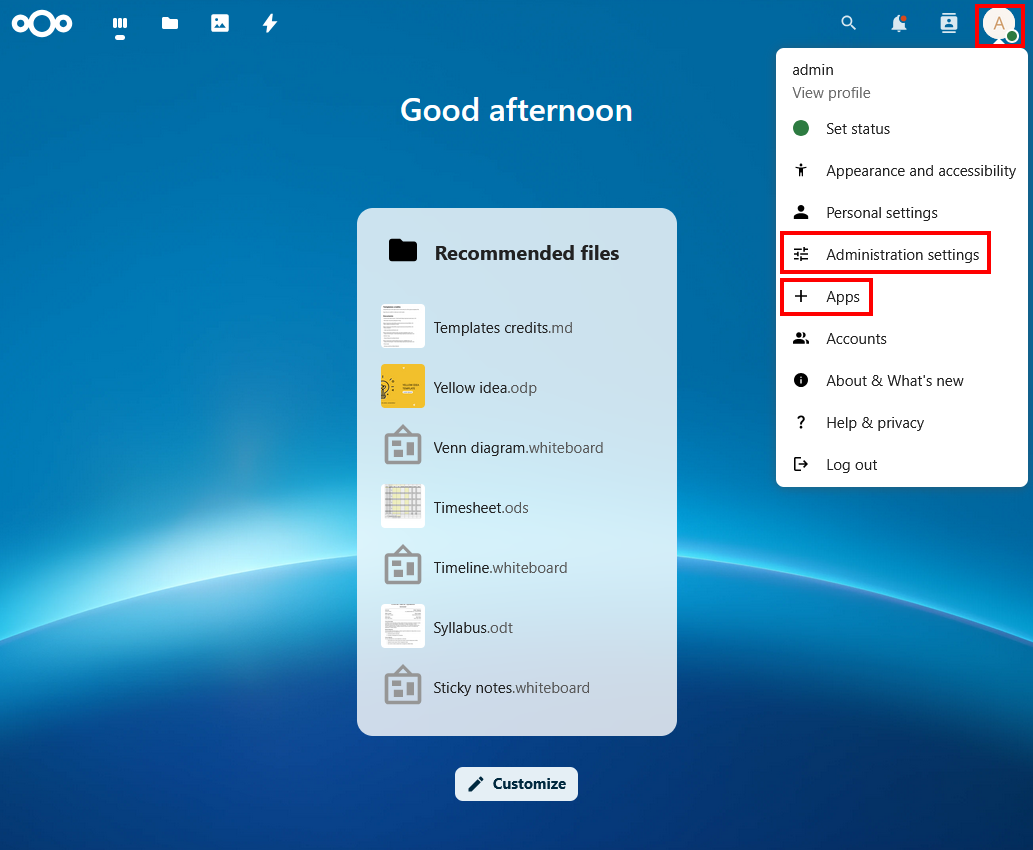 A
admin
View profile
Good afternoon
Set status
Appearance and accessibility
Personal settings
Administration settings
Apps
Accounts
About & What's new
Help & privacy
Log out
Recommended files
Templates credits.md
Yellow idea.odp
Venn diagram.whiteboard
Timesheet.ods
Timeline.whiteboard
Syllabus.odt
Sticky notes.whiteboard
Customize